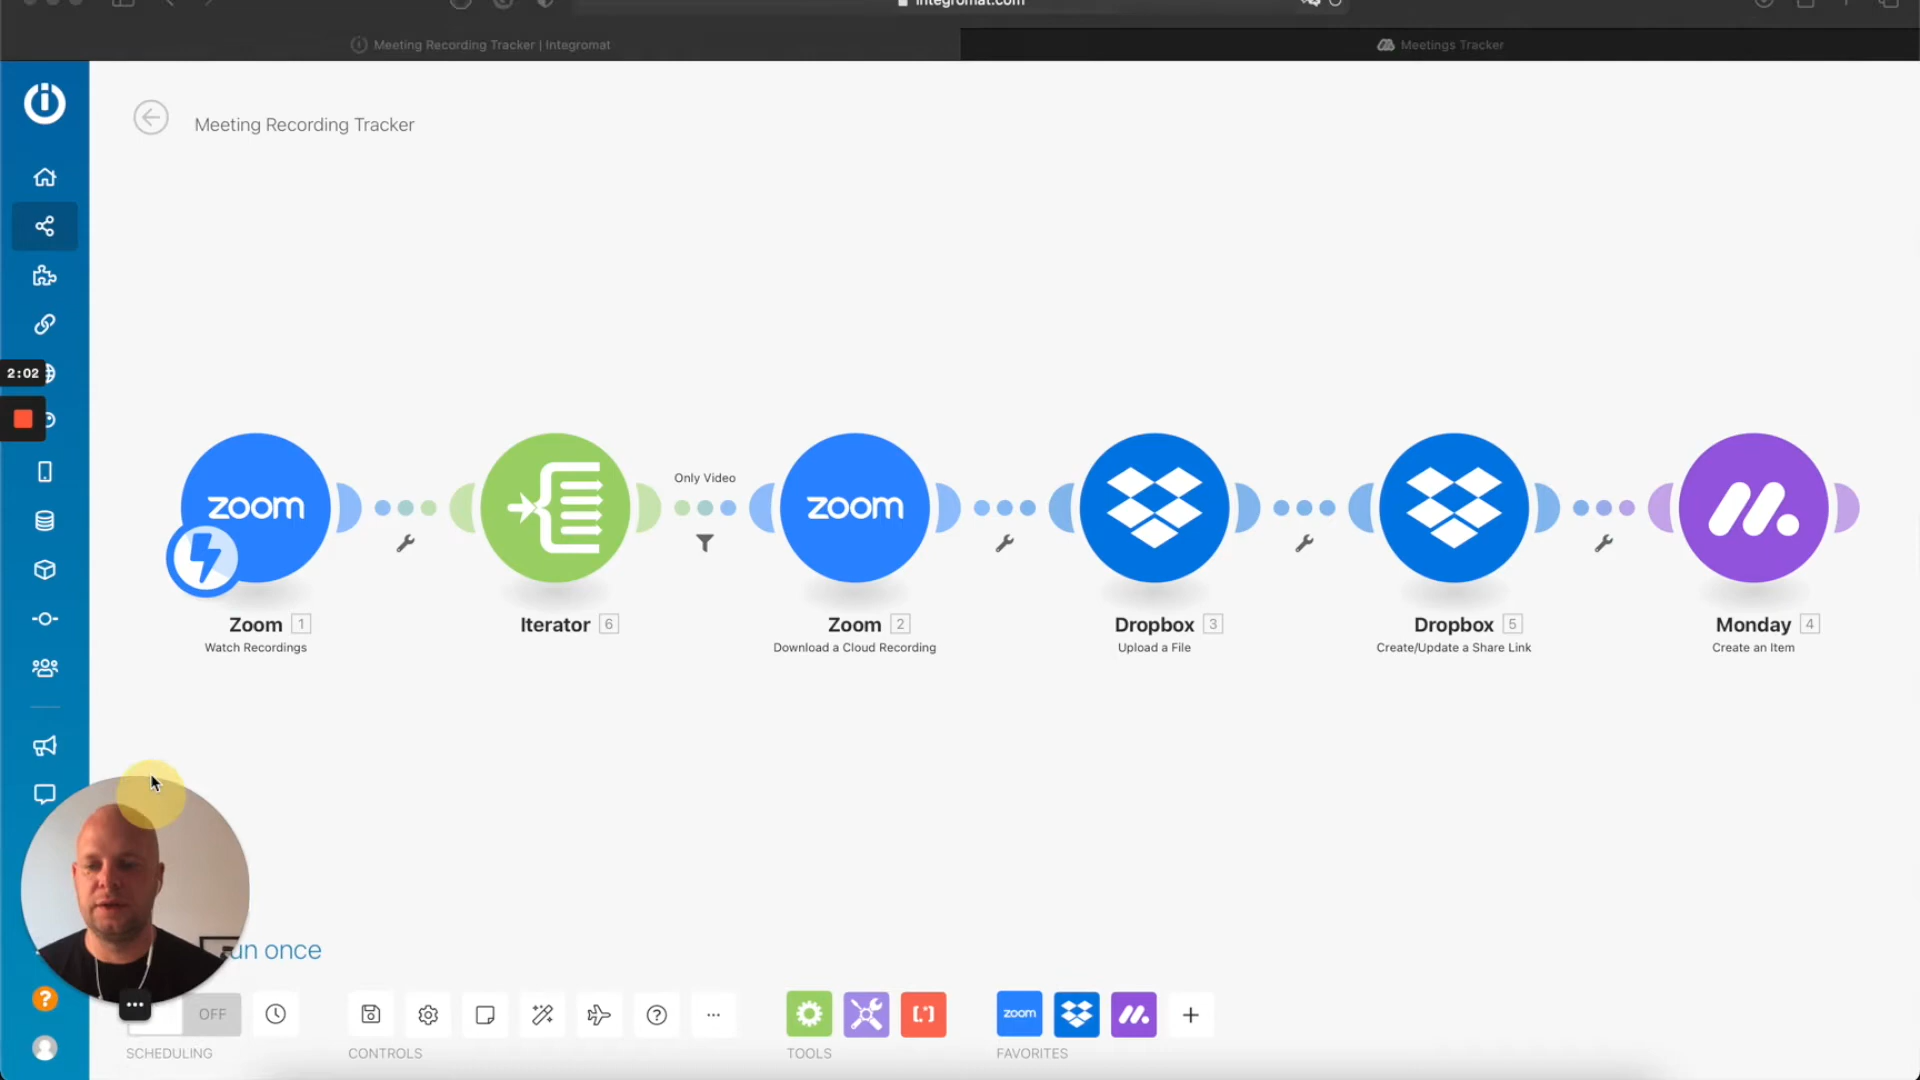 integromat.com
Meeting Recording Tracker | Integromat
Meetings Tracker
Meeting Recording Tracker
2:02
Only Video
zoom
zoom
Zoom 1
Watch Recordings
Iterator 6
Zoom 2
Download a Cloud Recording
Dropbox 3
Upload a File
Dropbox 5
Create/Update a Share Link
Monday 4
Create an Item
un once
OFF
zoom
SCHEDULING
CONTROLS
TOOLS
FAVORITES